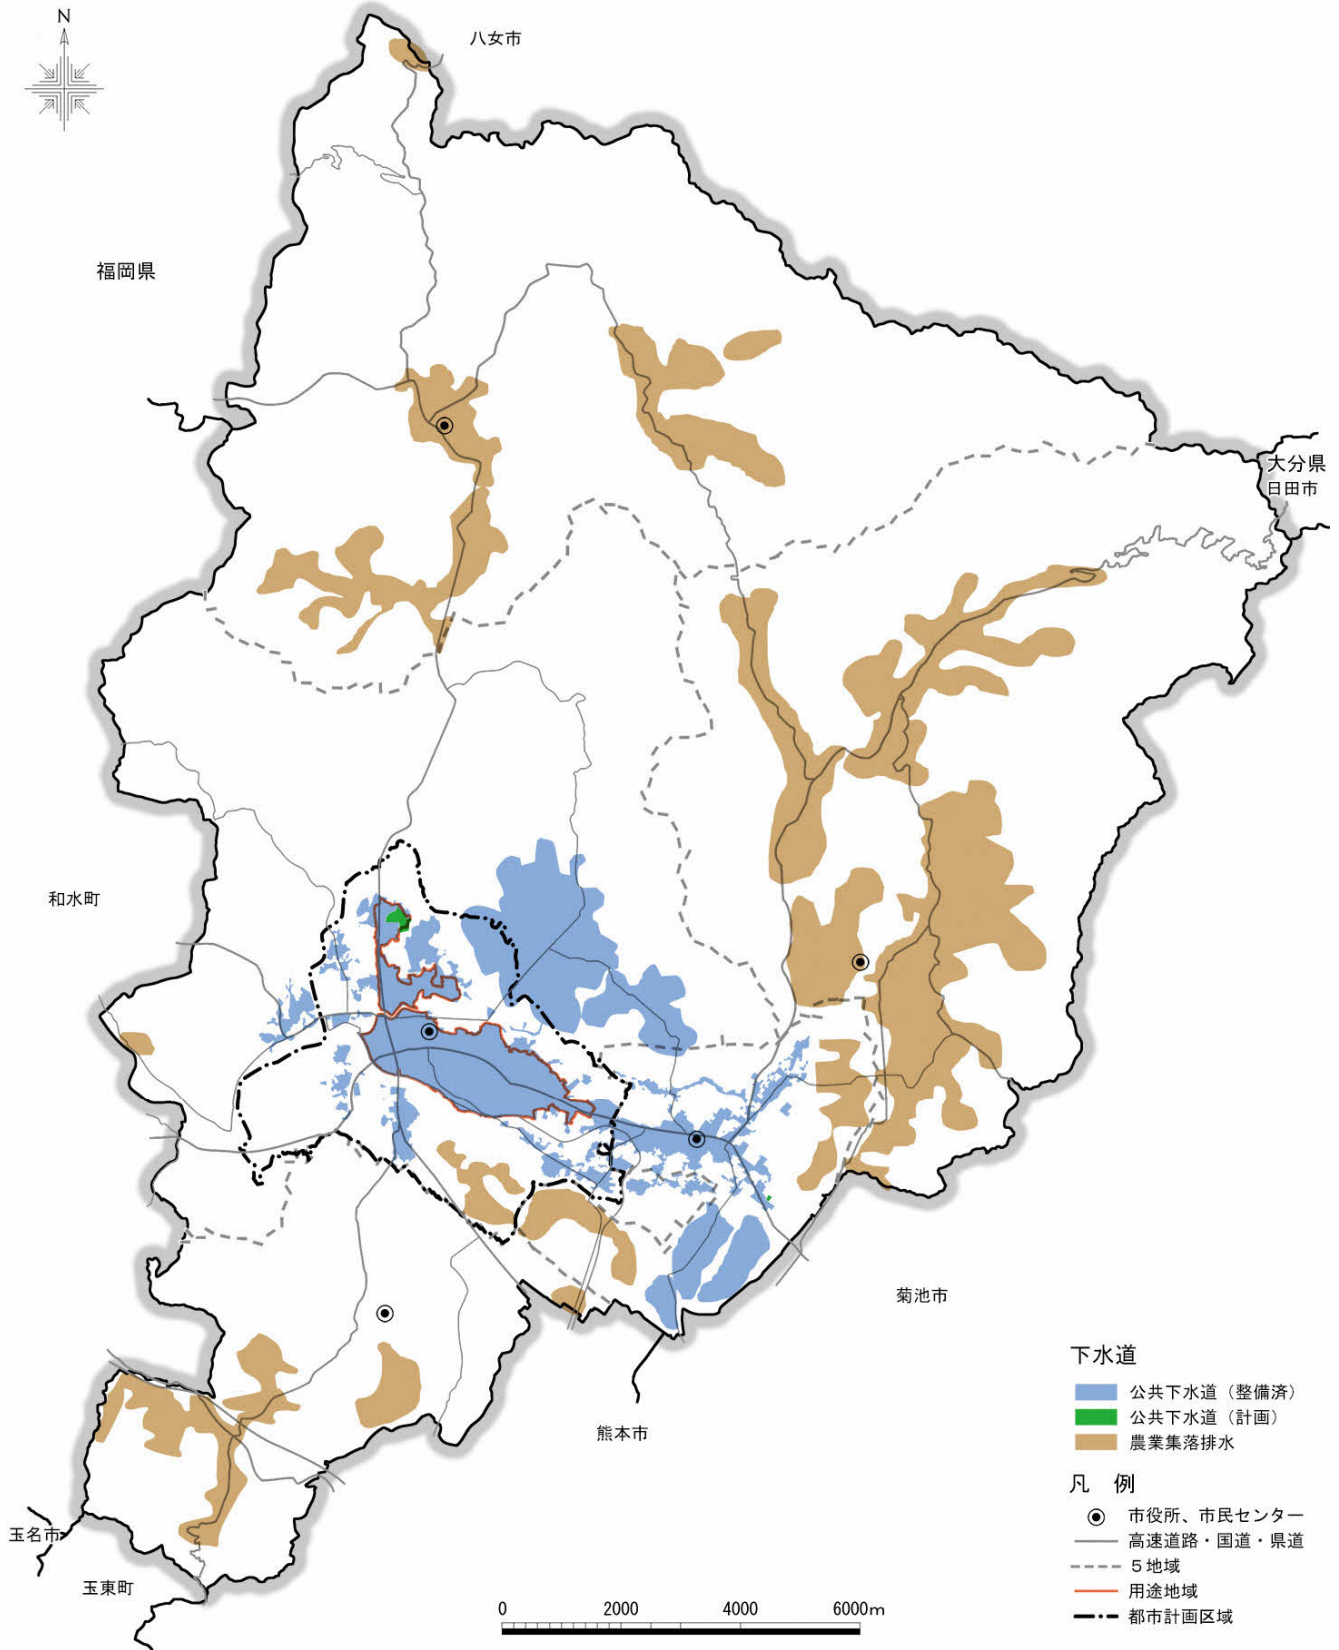 N
八女市
福岡県
大分県
日田市
和水町
菊池市
熊本市
玉名市
玉東町
下水道
公共下水道（整備済）
公共下水道（計画）
農業集落排水
凡　例
市役所、市民センター
高速道路・国道・県道
５地域
用途地域
都市計画区域
0 2000 4000 6000m